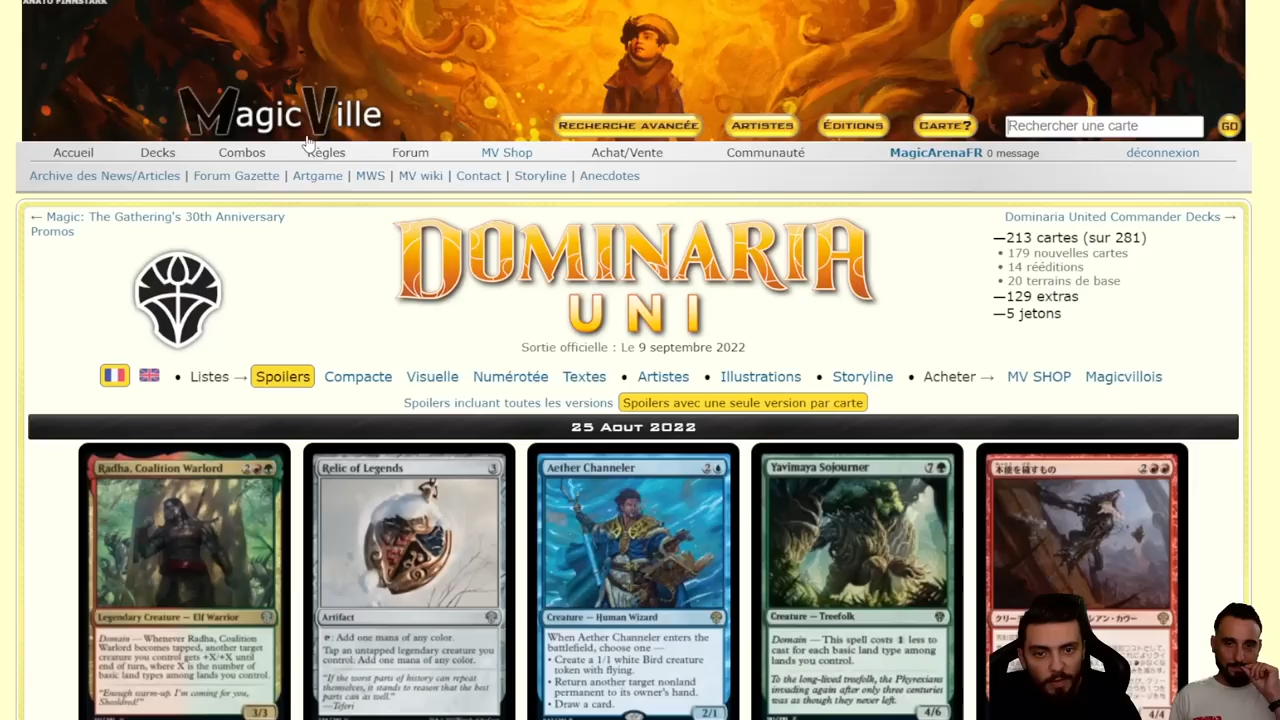 ANATO FINNSTARK
MagicVille
RECHERCHE AVANCÉE
ARTISTES
ÉDITIONS
CARTE?
Rechercher une carte
GO
Accueil Decks Combos Règles Forum MV Shop Achat/Vente Communauté MagicArenaFR 0 message déconnexion
Archive des News/Articles | Forum Gazette | Artgame | MWS | MV wiki | Contact | Storyline | Anecdotes
← Magic: The Gathering's 30th Anniversary
Promos
DOMINARIA
UNI
Sortie officielle : Le 9 septembre 2022
Dominaria United Commander Decks →
—213 cartes (sur 281)
• 179 nouvelles cartes
• 14 rééditions
• 20 terrains de base
—129 extras
—5 jetons
• Listes → Spoilers Compacte Visuelle Numérotée Textes • Artistes • Illustrations • Storyline • Acheter → MV SHOP Magicvillois
Spoilers incluant toutes les versions Spoilers avec une seule version par carte
25 AOUT 2022
Radha, Coalition Warlord 2
Legendary Creature — Elf Warrior
Domain — Whenever Radha, Coalition
Warlord becomes tapped, another
target creature you control gets +X/+X until
end of turn, where X is the number of
basic land types among lands you control.
"Enough warm-up. I'm coming for you,
Sheoldred!"
3/3
Relic of Legends 3
Artifact
: Add one mana of any color.
Tap an untapped legendary creature you
control: Add one mana of any color.
"If the worst parts of history can repeat
themselves, it stands to reason that the best
parts can as well."
—Teferi
Aether Channeler 2
Creature — Human Wizard
When Aether Channeler enters the
battlefield, choose one —
• Create a 1/1 white Bird creature
token with flying.
• Return another target nonland
permanent to its owner's hand.
• Draw a card.
2/1
Yavimaya Sojourner 7
Creature — Treefolk
Domain — This spell costs 1 less to
cast for each basic land type among
lands you control.
To the long-lived treefolk, the Phyrexians
invading again after only three centuries
was as though they never left.
4/6
本能を穢すもの 2
4/4